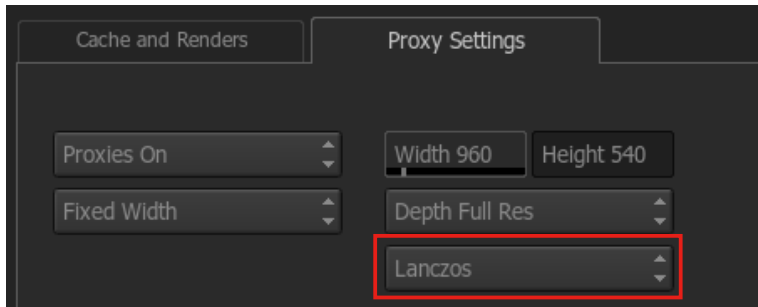 Cache and Renders Proxy Settings
Proxies On Width 960 Height 540
Fixed Width Depth Full Res
Lanczos